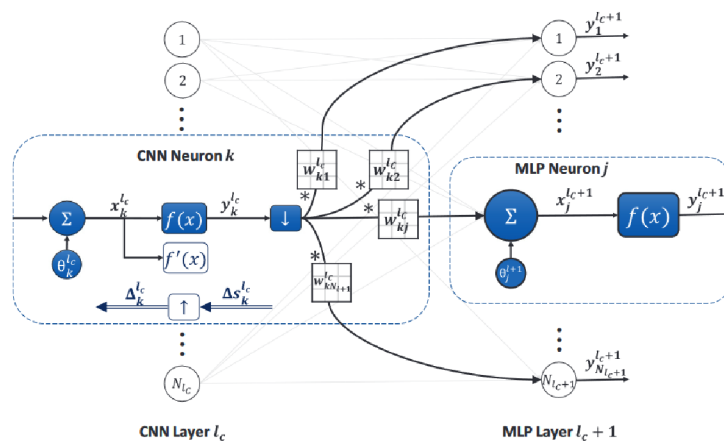 1
1
y_1^{l_C+1}
2
2
y_2^{l_C+1}
CNN Neuron k
w_{k1}^{l_c}
w_{k2}^{l_C}
MLP Neuron j
* *
x_k^{l_c}
y_k^{l_c}
*
w_{kj}^{l_C}
x_j^{l_C+1}
y_j^{l_C+1}
Σ
f(x)
↓
Σ
f(x)
*
θ_k^{l_c}
f'(x)
w_{kN_{l+1}}^{l_C}
θ_j^{l+1}
Δ_k^{l_c}
↑
Δs_k^{l_c}
N_{l_C}
N_{l_C+1}
y_{N_{l_C+1}}^{l_C+1}
CNN Layer l_c
MLP Layer l_C + 1